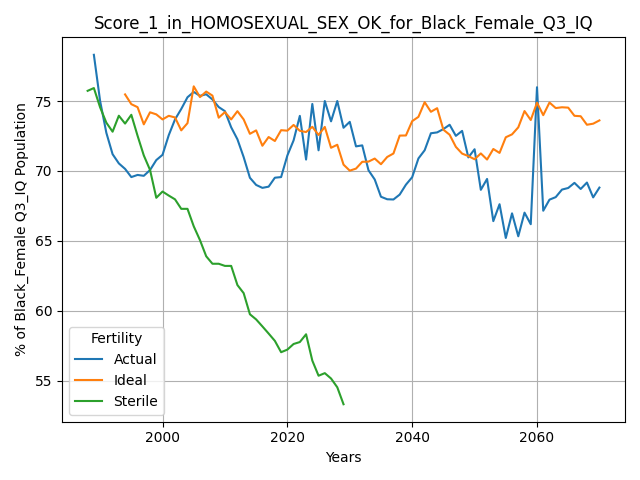 Score_1_in_HOMOSEXUAL_SEX_OK_for_Black_Female_Q3_IQ
% of Black_Female Q3_IQ Population
75
70
65
60
55
Fertility
Actual
Ideal
Sterile
2000 2020 2040 2060
Years